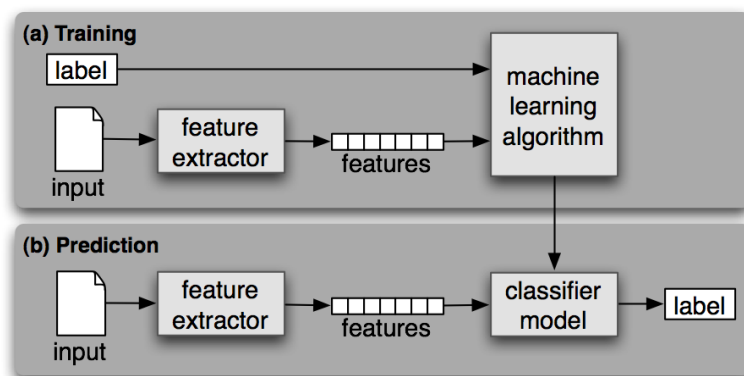 (a) Training
label
machine
learning
algorithm
feature
extractor
features
input
(b) Prediction
feature
extractor
features
classifier
model
label
input